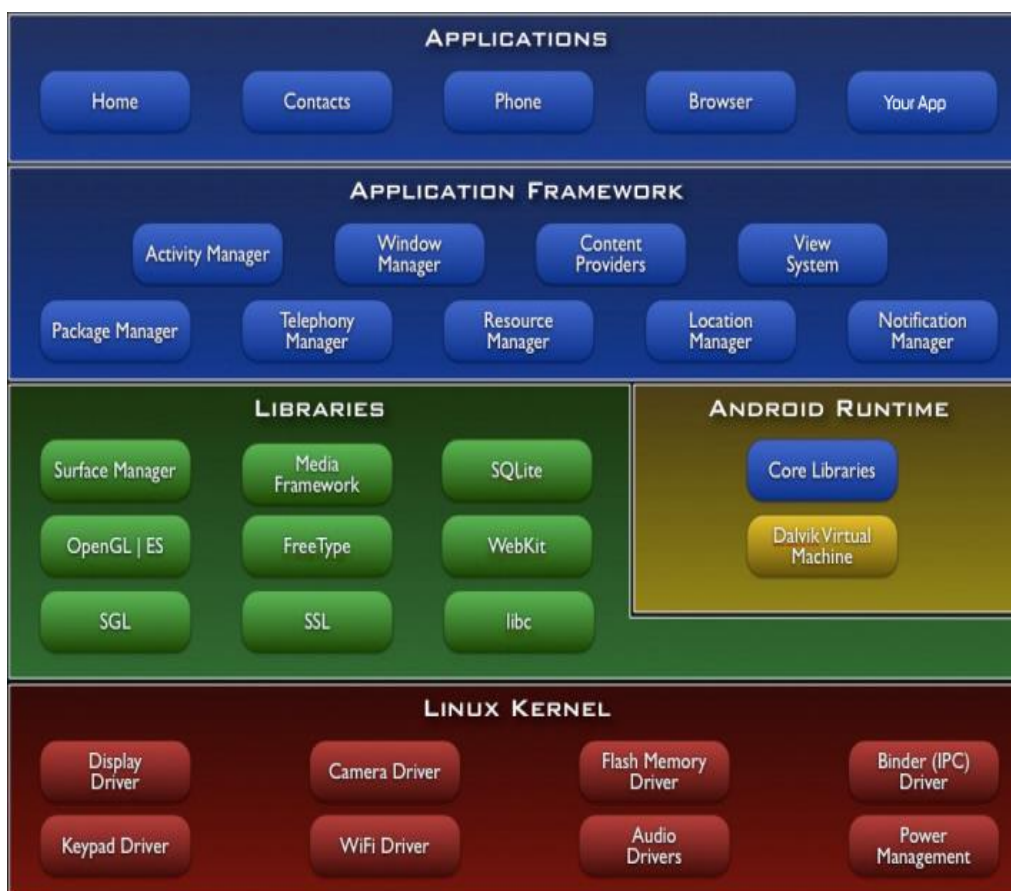 APPLICATIONS
Home
Contacts
Phone
Browser
Your App
APPLICATION FRAMEWORK
Activity Manager
Window
Manager
Content
Providers
View
System
Package Manager
Telephony
Manager
Resource
Manager
Location
Manager
Notification
Manager
LIBRARIES
Surface Manager
Media
Framework
SQLite
OpenGL | ES
FreeType
WebKit
SGL
SSL
libc
ANDROID RUNTIME
Core Libraries
Dalvik Virtual
Machine
LINUX KERNEL
Display
Driver
Camera Driver
Flash Memory
Driver
Binder (IPC)
Driver
Keypad Driver
WiFi Driver
Audio
Drivers
Power
Management